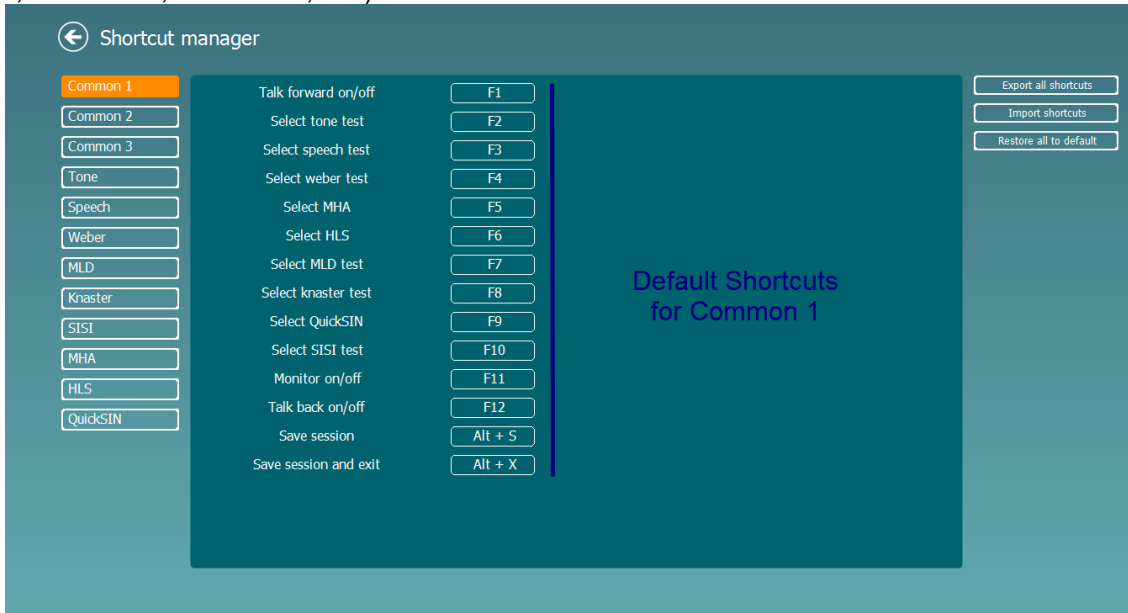 Shortcut manager
Common 1
Common 2
Common 3
Tone
Speech
Weber
MLD
Knaster
SISI
MHA
HLS
QuickSIN
Talk forward on/off F1
Select tone test F2
Select speech test F3
Select weber test F4
Select MHA F5
Select HLS F6
Select MLD test F7
Select knaster test F8
Select QuickSIN F9
Select SISI test F10
Monitor on/off F11
Talk back on/off F12
Save session Alt + S
Save session and exit Alt + X
Default Shortcuts
for Common 1
Export all shortcuts
Import shortcuts
Restore all to default